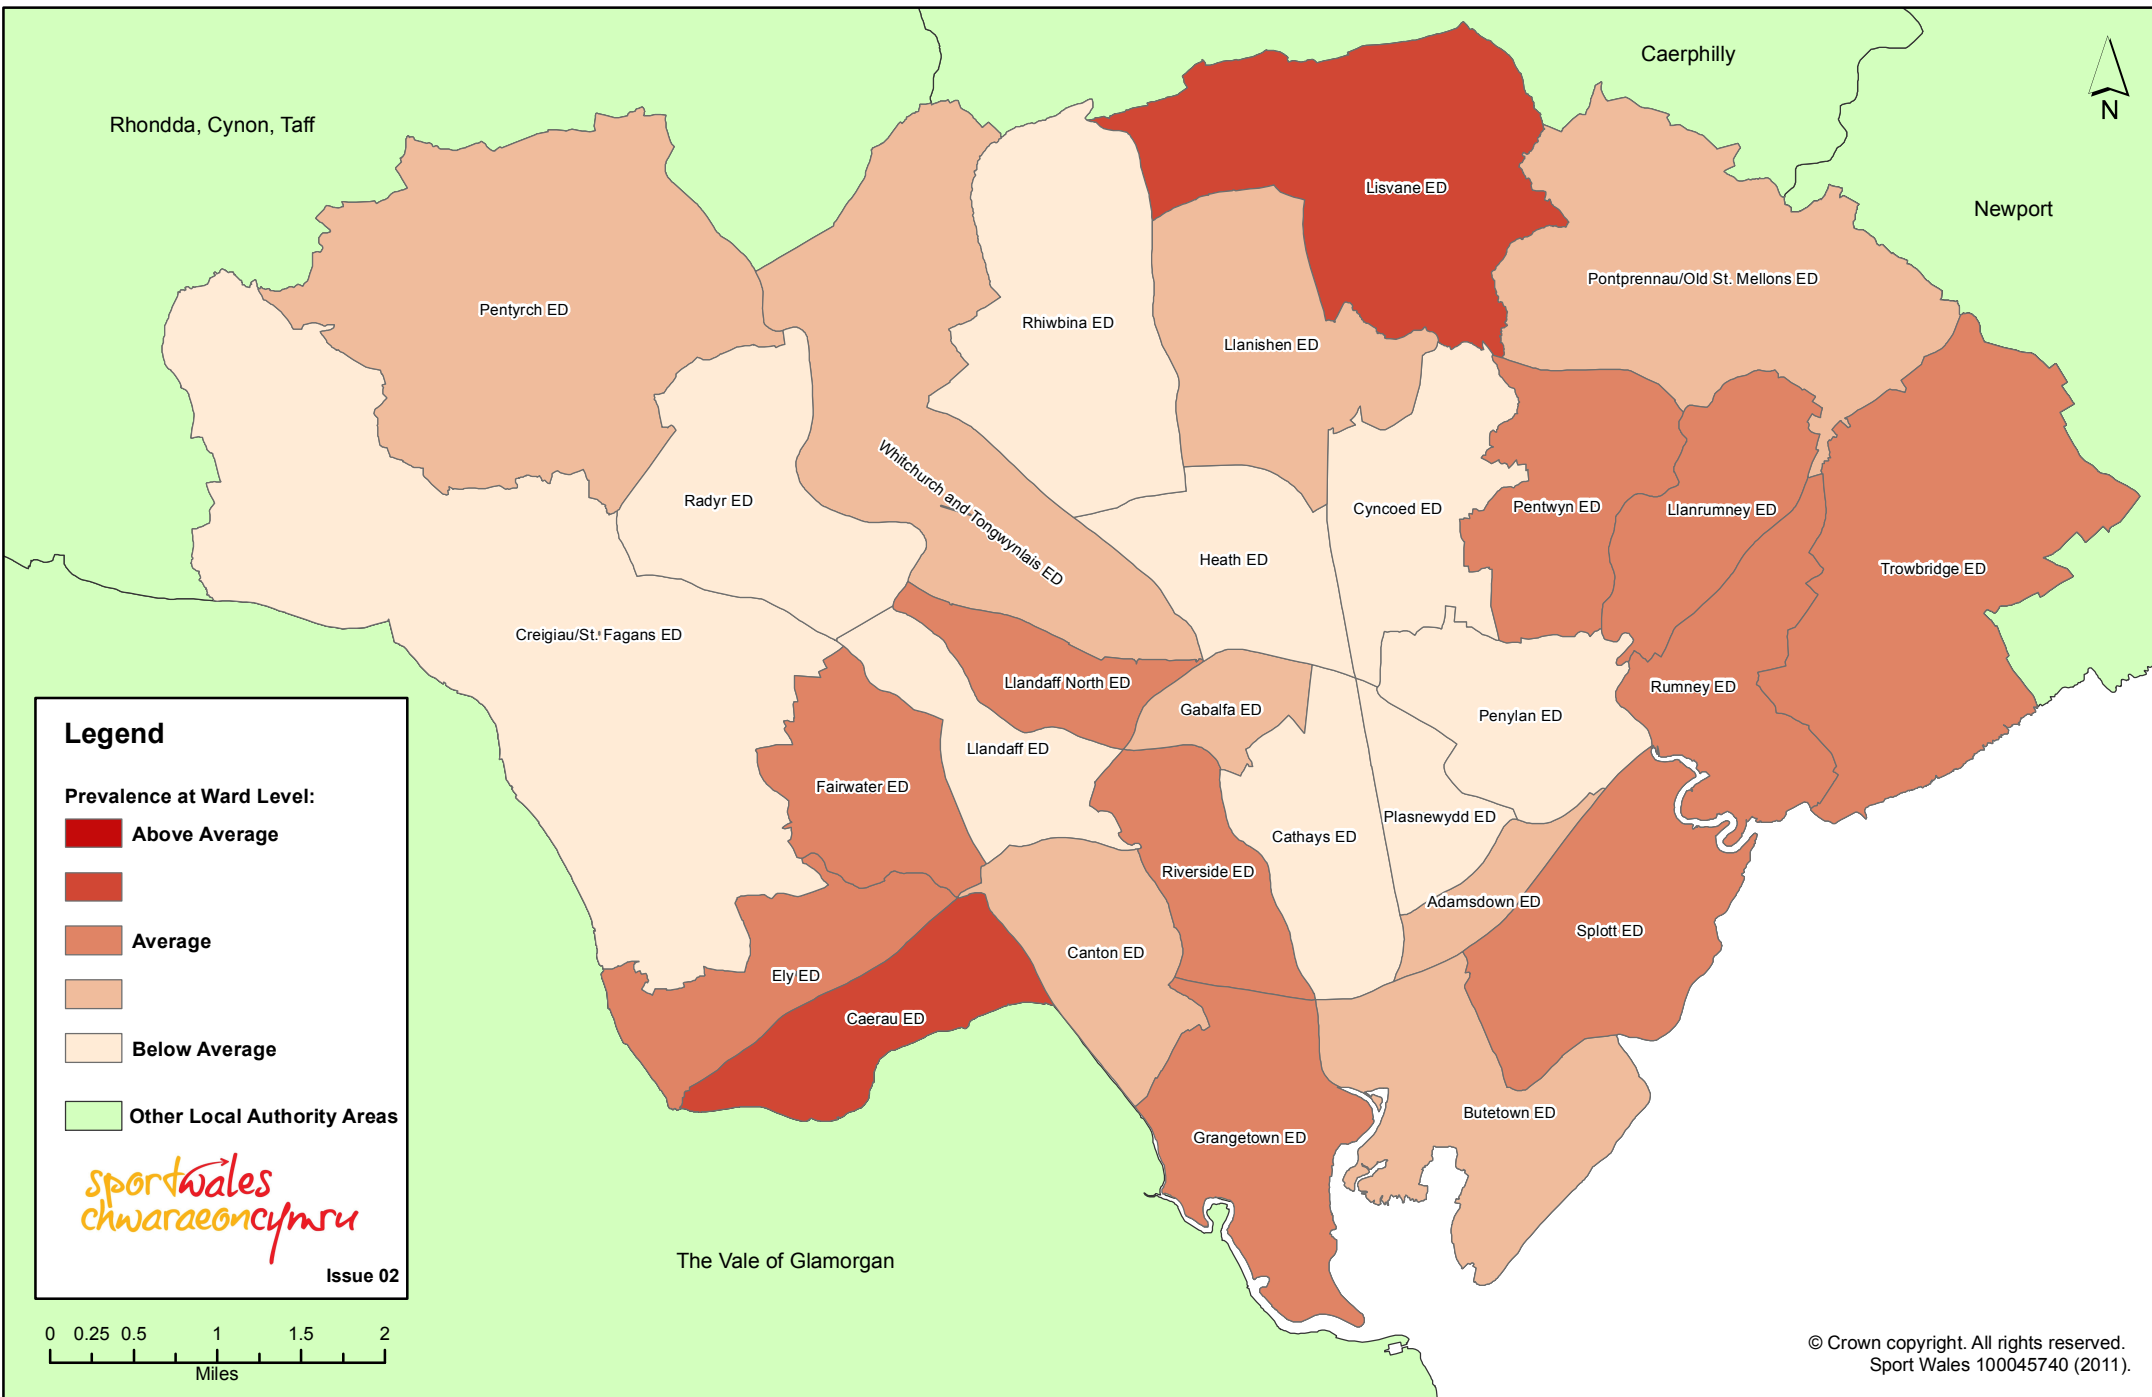 Caerphilly
N
Rhondda, Cynon, Taff
Lisvane ED
Newport
Pontprennau/Old St. Mellons ED
Pentyrch ED
Rhiwbina ED
Llanishen ED
Whitchurch and Tongwynlais ED
Radyr ED
Cyncoed ED
Pentwyn ED
Llanrumney ED
Heath ED
Trowbridge ED
Creigiau/St. Fagans ED
Llandaff North ED
Rumney ED
Gabalfa ED
Penylan ED
Llandaff ED
Fairwater ED
Plasnewydd ED
Cathays ED
Riverside ED
Adamsdown ED
Splott ED
Canton ED
Ely ED
Caerau ED
Butetown ED
Grangetown ED
The Vale of Glamorgan
Legend
Prevalence at Ward Level:
Above Average
Average
Below Average
Other Local Authority Areas
sportwales
chwaraeoncymru
Issue 02
0 0.25 0.5 1 1.5 2
Miles
© Crown copyright. All rights reserved.
Sport Wales 100045740 (2011).